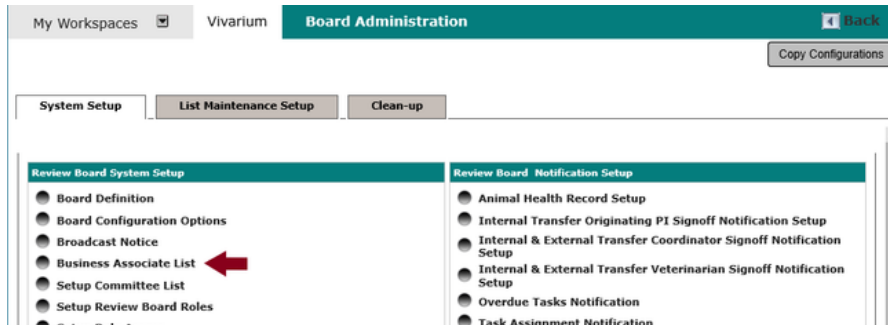 My Workspaces Vivarium Board Administration Back
Copy Configurations
System Setup List Maintenance Setup Clean-up
Review Board System Setup
Board Definition
Board Configuration Options
Broadcast Notice
Business Associate List
Setup Committee List
Setup Review Board Roles
Review Board Notification Setup
Animal Health Record Setup
Internal Transfer Originating PI Signoff Notification Setup
Internal & External Transfer Coordinator Signoff Notification
Setup
Internal & External Transfer Veterinarian Signoff Notification
Setup
Overdue Tasks Notification
Task Assignment Notification